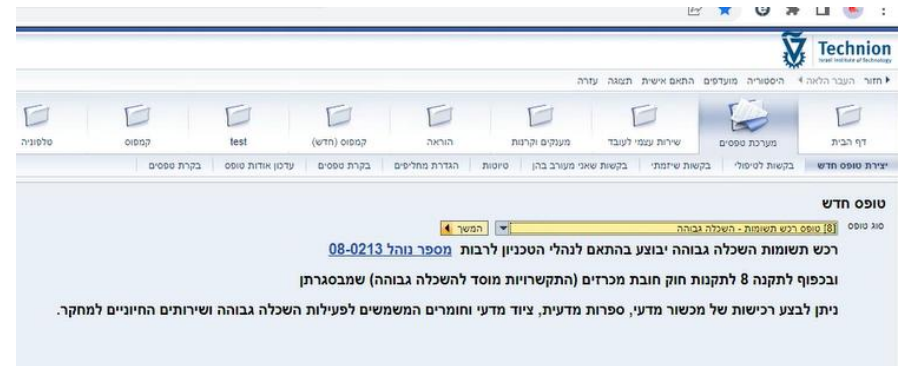 Technion
Israel Institute of Technology
חזור העבר הלאה היסטוריה מועדפים התאם אישית תצוגה עזרה
דף הבית מערכת טפסים שירות עצמי לעובד מענקים וקרנות הוראה קמפוס (חדש) test קמפוס טלפוניה
יצירת טופס חדש בקשות לטיפולי בקשות שיזמתי בקשות שאני מעורב בהן טיוטות הגדרת מחליפים בקרת טפסים עדכון אודות טופס בקרת טפסים
טופס חדש
סוג טופס [8] טופס רכש תשומות - השכלה גבוהה המשך
רכש תשומות השכלה גבוהה יבוצע בהתאם לנהלי הטכניון לרבות מספר נוהל 08-0213
ובכפוף לתקנה 8 לתקנות חוק חובת מכרזים (התקשרויות מוסד להשכלה גבוהה) שמבסגרתן
ניתן לבצע רכישות של מכשור מדעי, ספרות מדעית, ציוד מדעי וחומרים המשמשים לפעילות השכלה גבוהה ושירותים החיוניים למחקר.